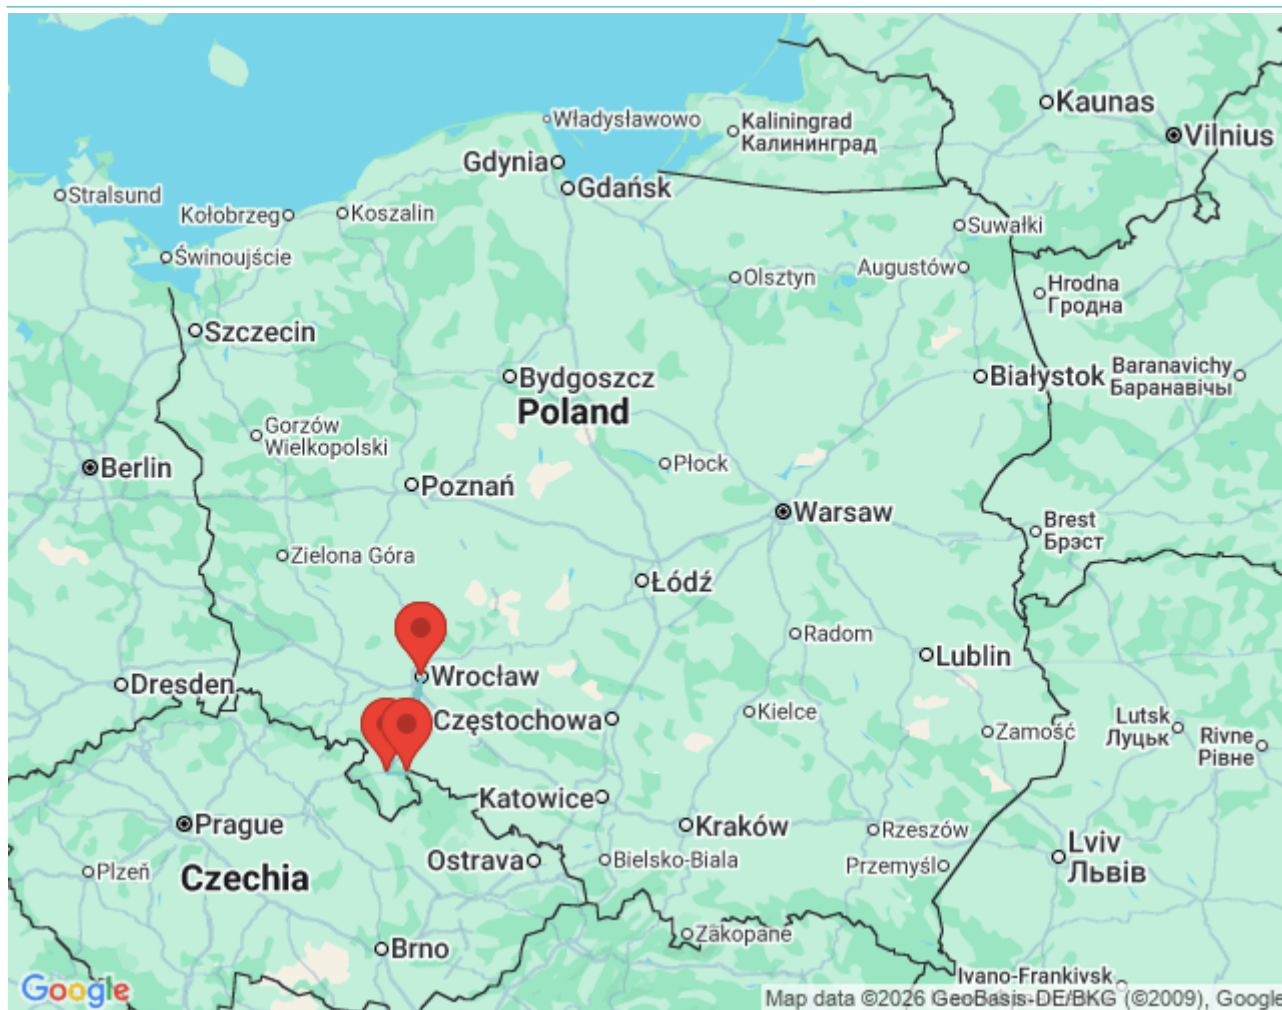 Kaunas
Władysławowo
Kaliningrad
Калининград
Vilnius
Gdynia
Gdańsk
Stralsund
Kołobrzeg
Koszalin
Suwałki
Świnoujście
Augustów
Olsztyn
Hrodna
Гродна
Szczecin
Bydgoszcz
Białystok
Baranavichy
Баранавічы
Poland
Gorzów
Wielkopolski
Berlin
Płock
Poznań
Warsaw
Brest
Брэст
Zielona Góra
Łódź
Radom
Lublin
Wrocław
Dresden
Częstochowa
Kielce
Zamość
Lutsk
Луцьк
Rivne
Рівне
Katowice
Prague
Kraków
Rzeszów
Lviv
Львів
Plzeň
Czechia
Ostrava
Bielsko-Biala
Przemyśl
Zakopane
Brno
Ivano-Frankivsk
Google
Map data ©2026 GeoBasis-DE/BKG (©2009), Google